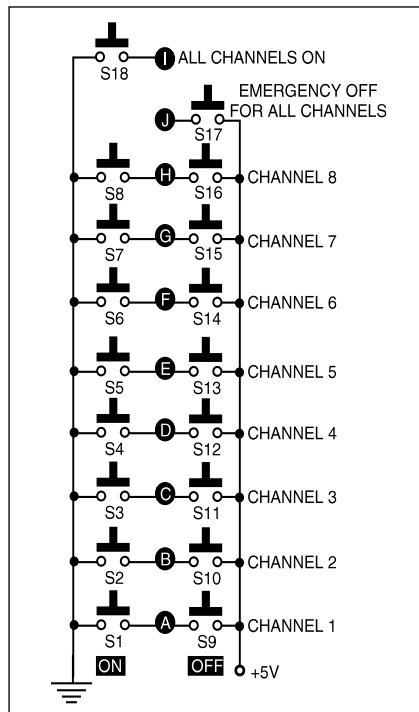 I ALL CHANNELS ON
S18
EMERGENCY OFF
FOR ALL CHANNELS
J
S17
H CHANNEL 8
S8 S16
G CHANNEL 7
S7 S15
F CHANNEL 6
S6 S14
E CHANNEL 5
S5 S13
D CHANNEL 4
S4 S12
C CHANNEL 3
S3 S11
B CHANNEL 2
S2 S10
A CHANNEL 1
S1 S9
ON OFF +5V